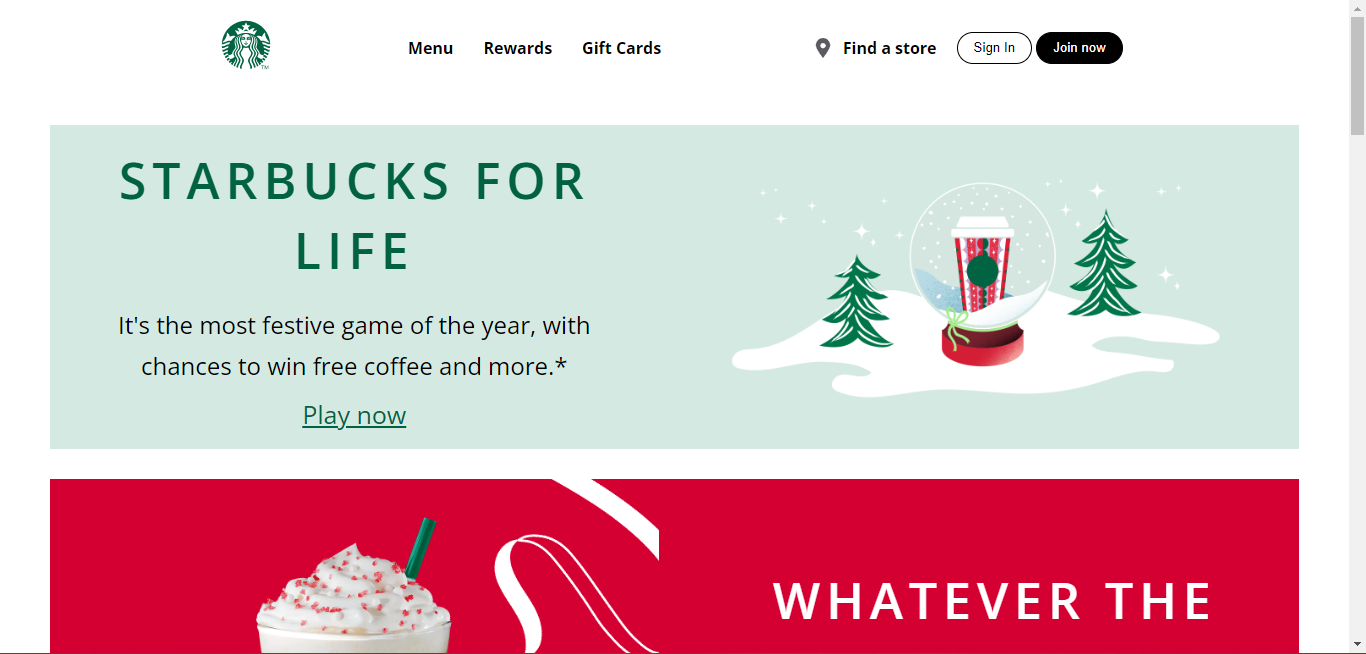 Menu Rewards Gift Cards Find a store Sign In Join now
STARBUCKS FOR
LIFE
It's the most festive game of the year, with
chances to win free coffee and more.*
Play now
WHATEVER THE
TM